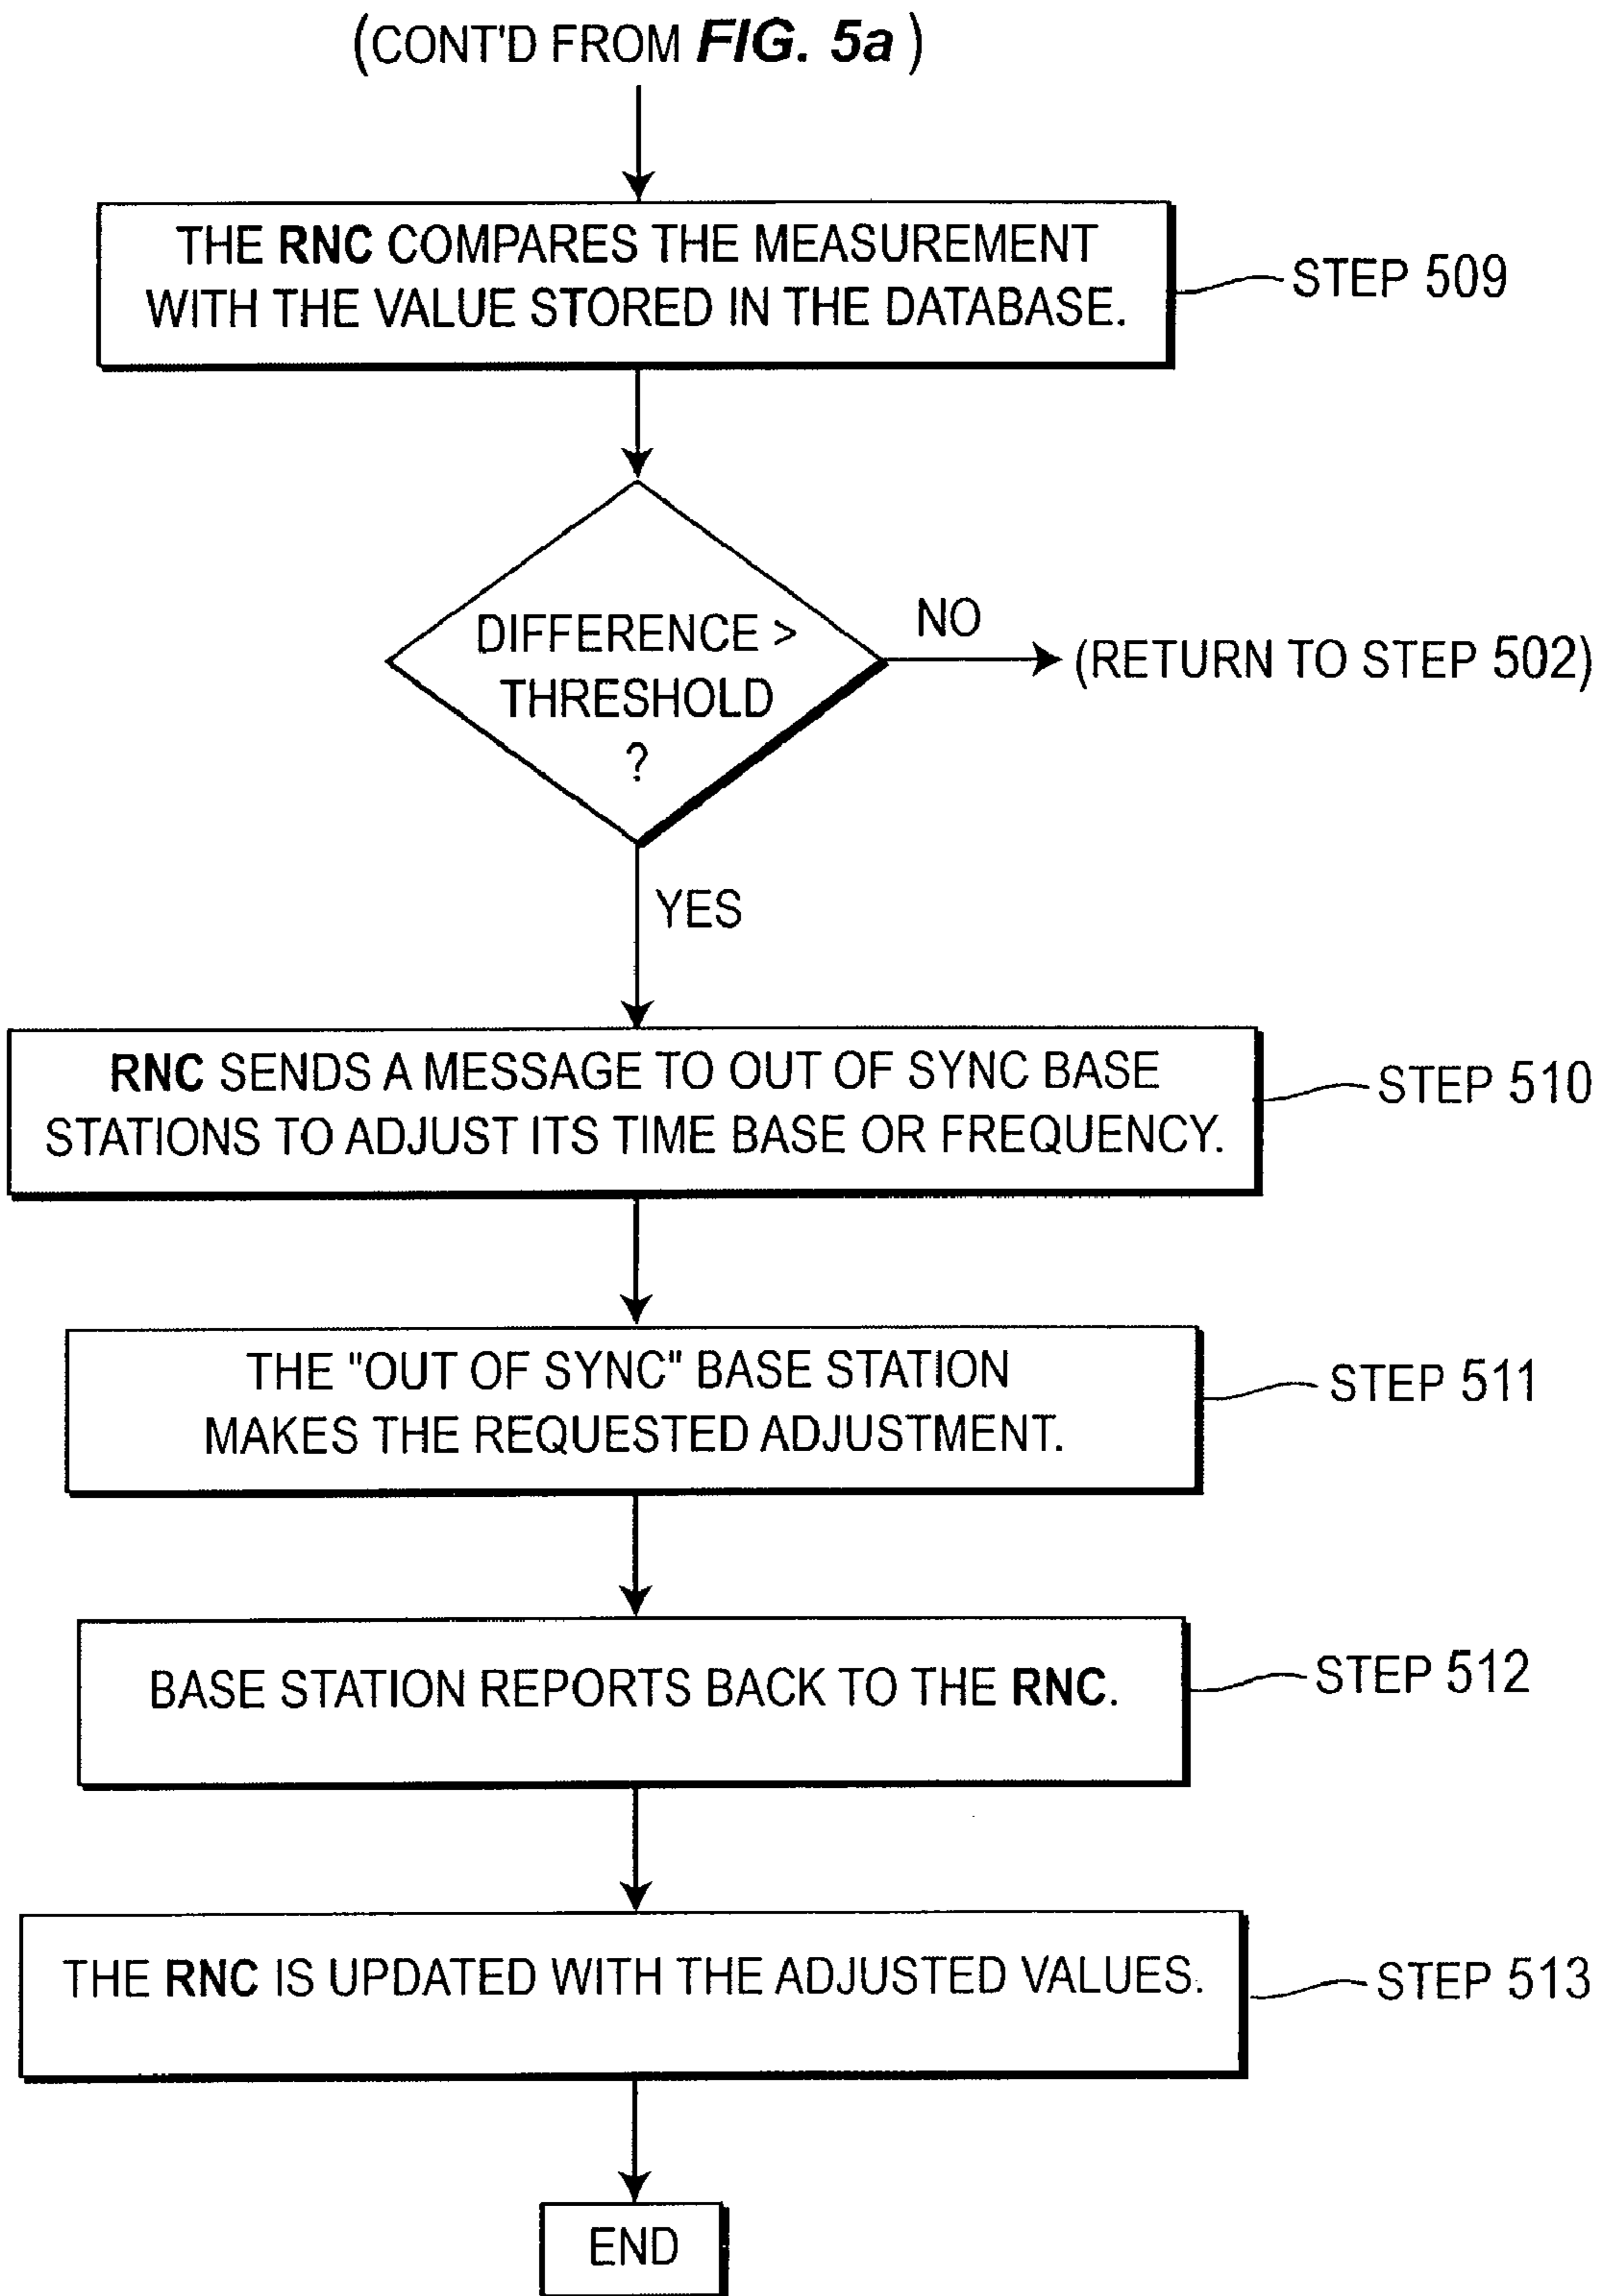 (CONT'D FROM FIG. 5a)
THE RNC COMPARES THE MEASUREMENT
WITH THE VALUE STORED IN THE DATABASE.
STEP 509
DIFFERENCE >
THRESHOLD
?
NO
(RETURN TO STEP 502)
YES
RNC SENDS A MESSAGE TO OUT OF SYNC BASE
STATIONS TO ADJUST ITS TIME BASE OR FREQUENCY.
STEP 510
THE "OUT OF SYNC" BASE STATION
MAKES THE REQUESTED ADJUSTMENT.
STEP 511
BASE STATION REPORTS BACK TO THE RNC.
STEP 512
THE RNC IS UPDATED WITH THE ADJUSTED VALUES.
STEP 513
END